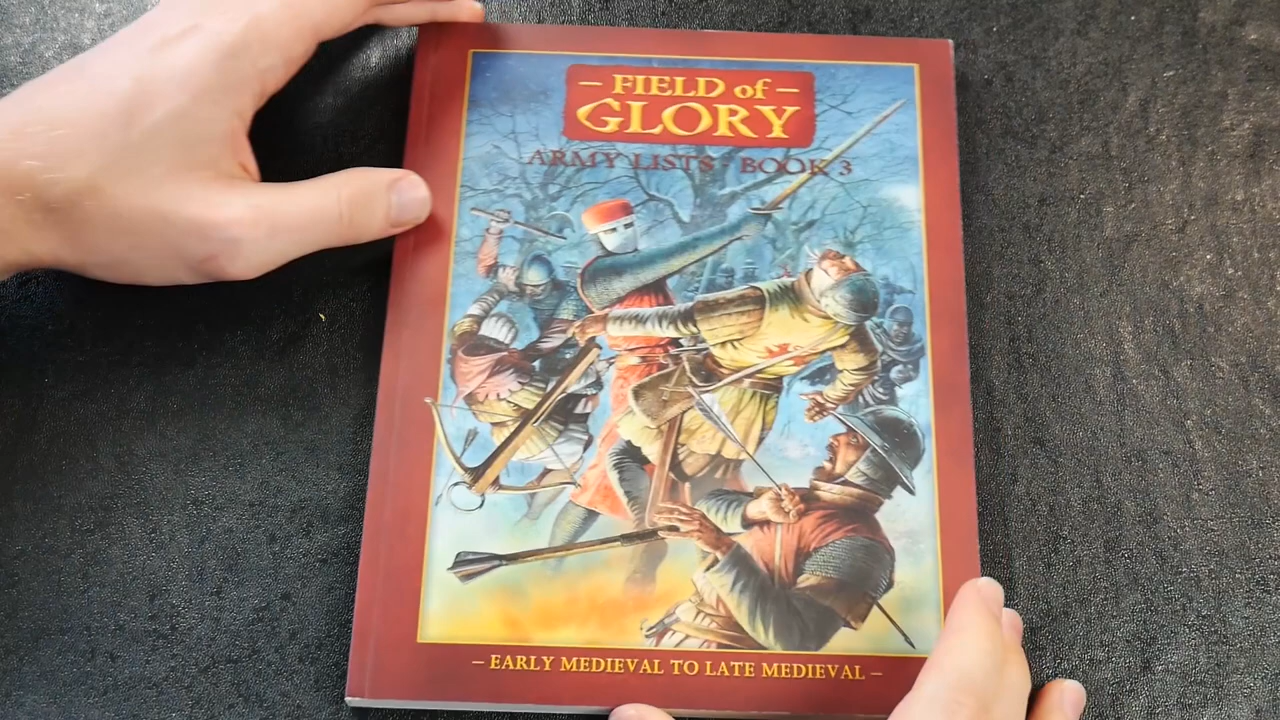 – FIELD of –
GLORY
ARMY LISTS · BOOK 3
– EARLY MEDIEVAL TO LATE MEDIEVAL –